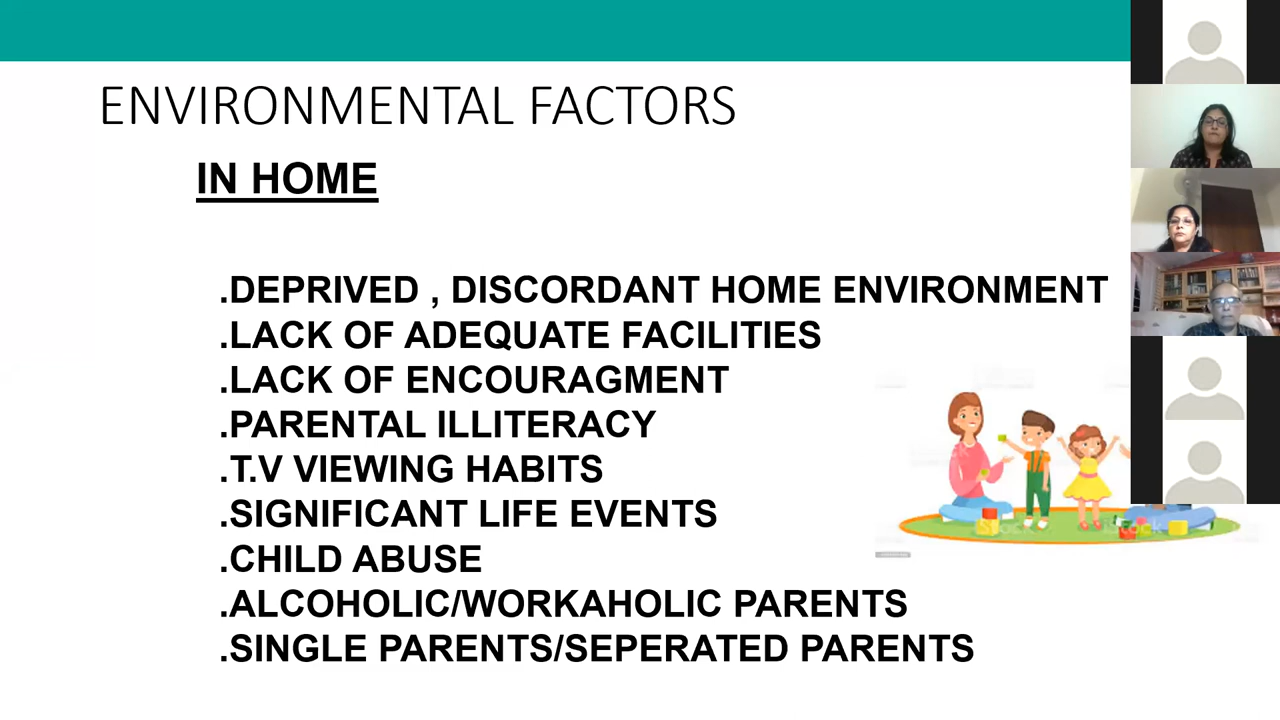 ENVIRONMENTAL FACTORS
IN HOME
.DEPRIVED , DISCORDANT HOME ENVIRONMENT
.LACK OF ADEQUATE FACILITIES
.LACK OF ENCOURAGMENT
.PARENTAL ILLITERACY
.T.V VIEWING HABITS
.SIGNIFICANT LIFE EVENTS
.CHILD ABUSE
.ALCOHOLIC/WORKAHOLIC PARENTS
.SINGLE PARENTS/SEPERATED PARENTS